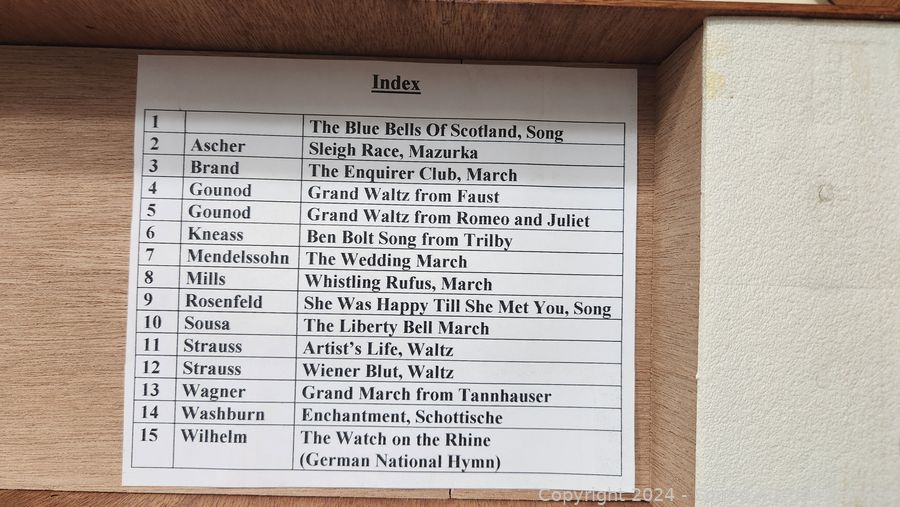 Index
1 The Blue Bells Of Scotland, Song
2 Ascher Sleigh Race, Mazurka
3 Brand The Enquirer Club, March
4 Gounod Grand Waltz from Faust
5 Gounod Grand Waltz from Romeo and Juliet
6 Kneass Ben Bolt Song from Trilby
7 Mendelssohn The Wedding March
8 Mills Whistling Rufus, March
9 Rosenfeld She Was Happy Till She Met You, Song
10 Sousa The Liberty Bell March
11 Strauss Artist's Life, Waltz
12 Strauss Wiener Blut, Waltz
13 Wagner Grand March from Tannhauser
14 Washburn Enchantment, Schottische
15 Wilhelm The Watch on the Rhine
(German National Hymn)
Copyright 2024 -